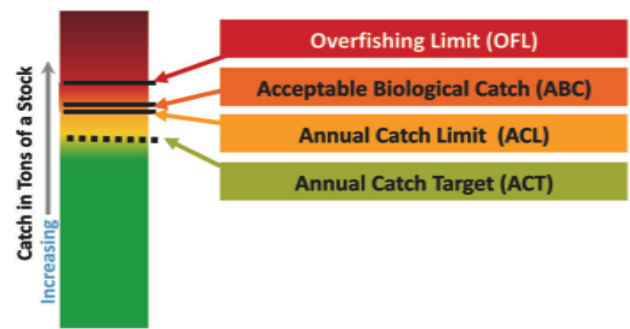 Overfishing Limit (OFL)
Acceptable Biological Catch (ABC)
Annual Catch Limit (ACL)
Annual Catch Target (ACT)
Catch in Tons of a Stock
Increasing